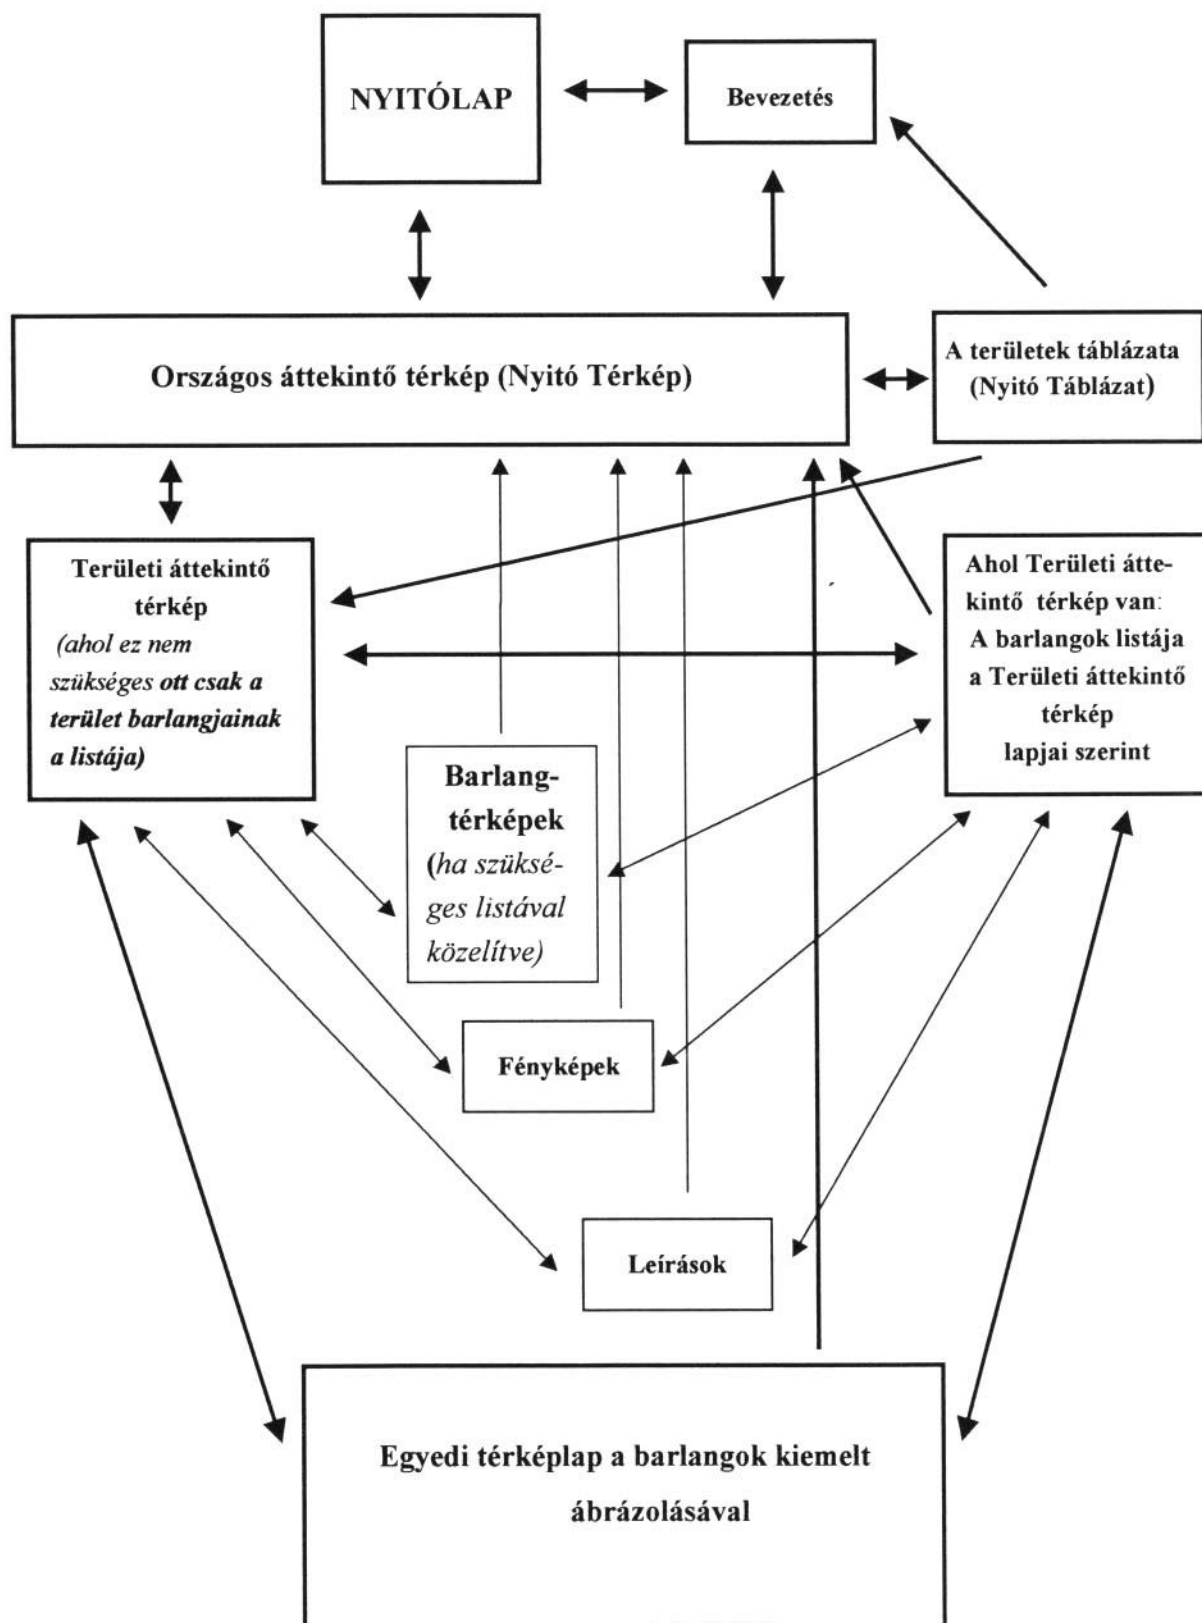 NYITÓLAP
Bevezetés
Országos áttekintő térkép (Nyitó Térkép)
A területek táblázata
(Nyitó Táblázat)
Területi áttekintő
térkép
(ahol ez nem
szükséges ott csak a
terület barlangjainak
a listája)
Ahol Területi átte-
kintő térkép van:
A barlangok listája
a Területi áttekintő
térkép
lapjai szerint
Barlang-
térképek
(ha szüksé-
ges listával
közelítve)
Fényképek
Leírások
Egyedi térképlap a barlangok kiemelt
ábrázolásával